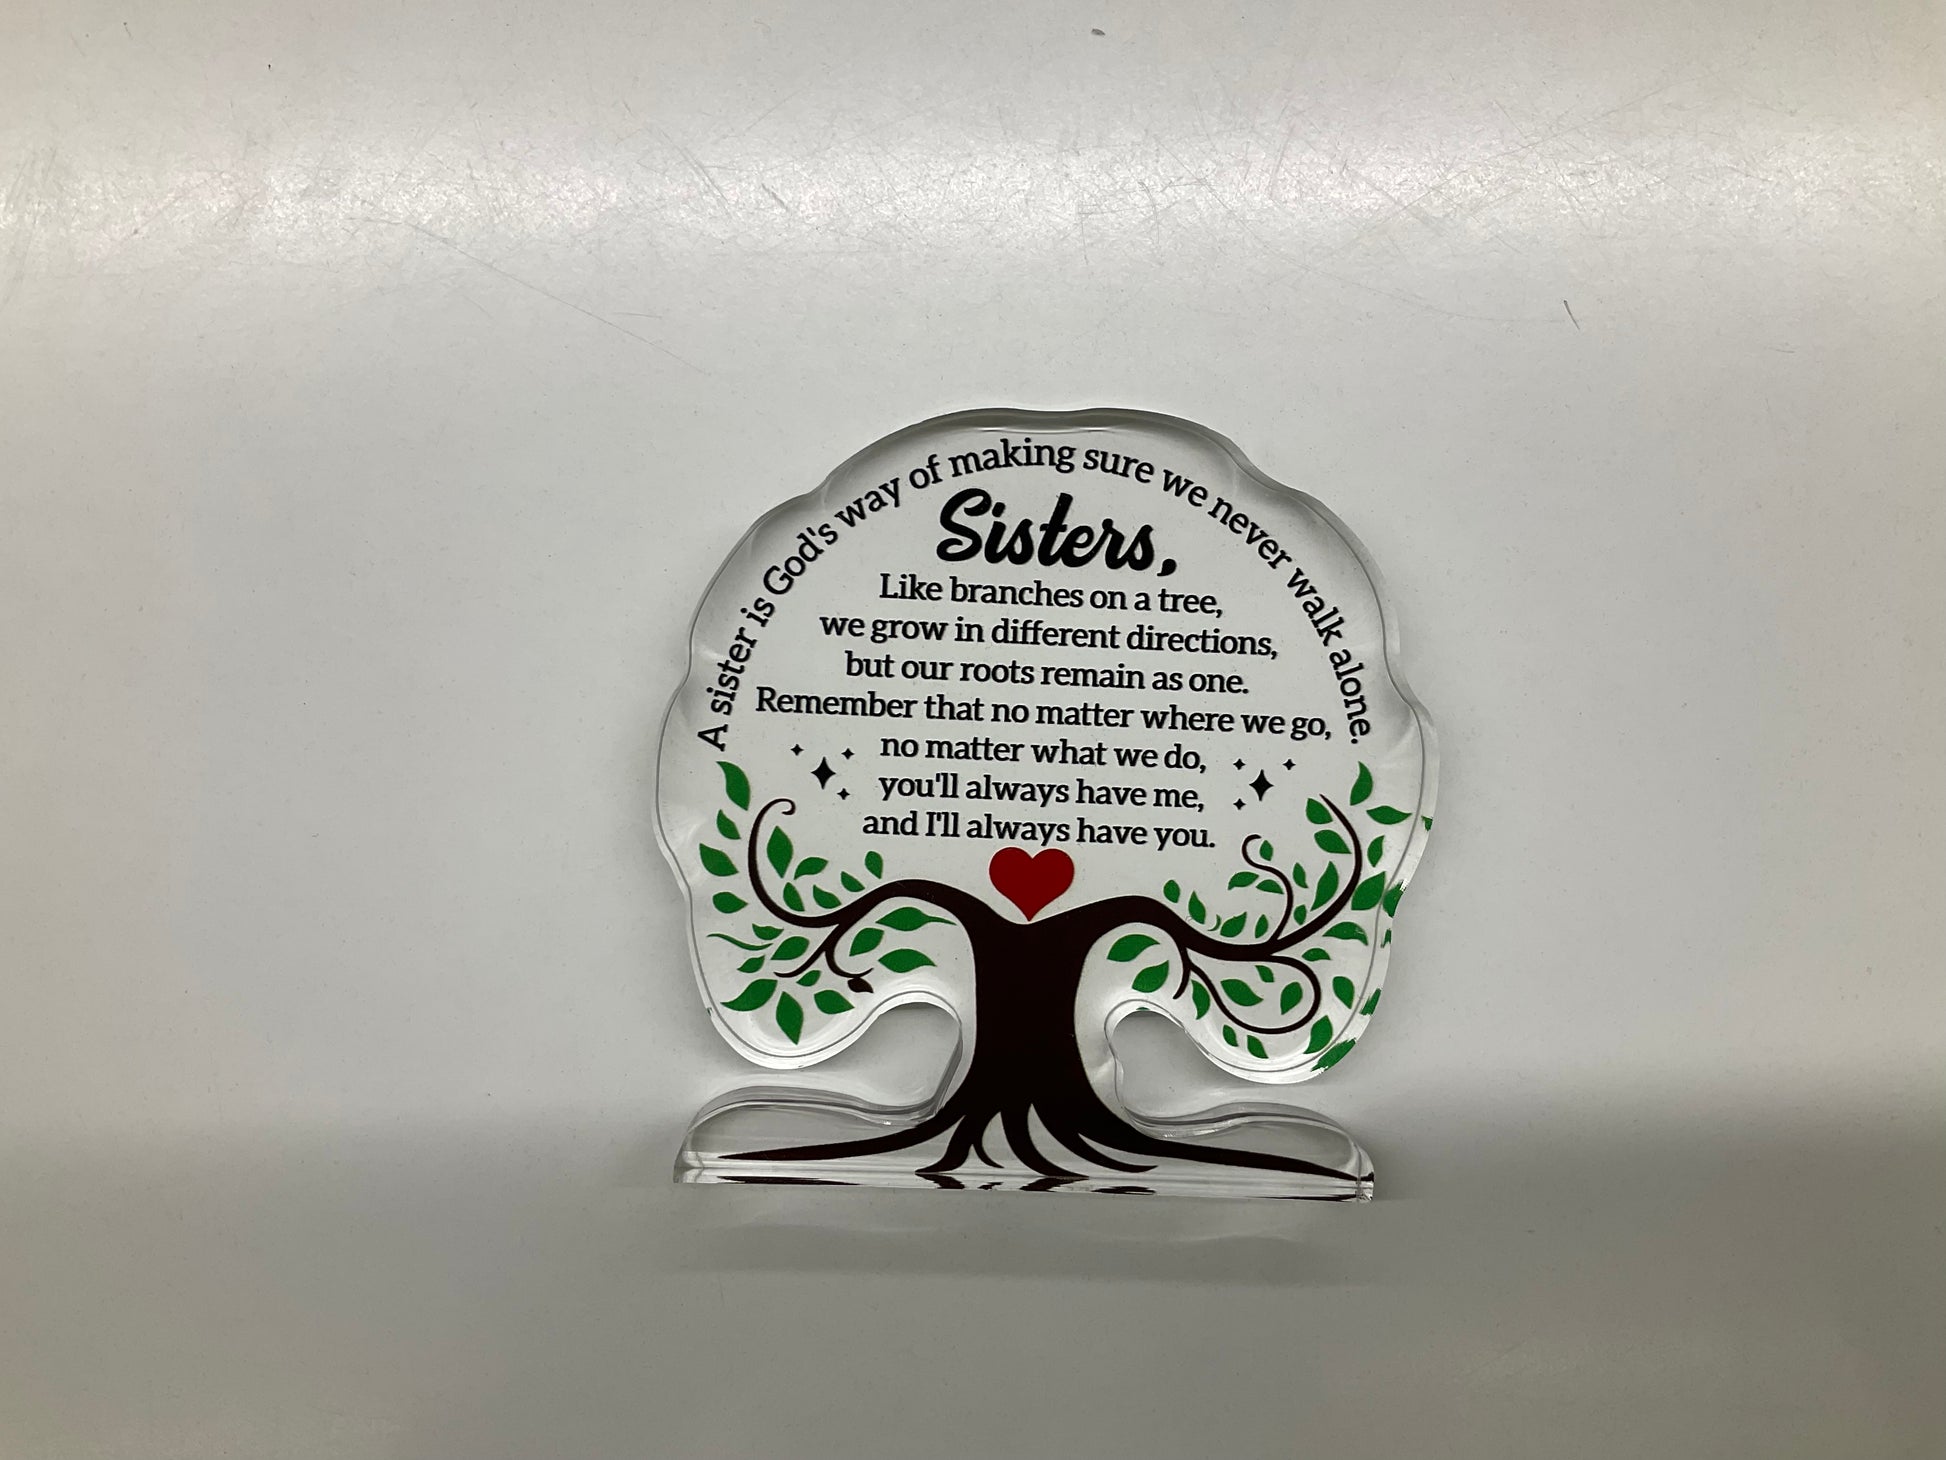 A sister is God's way of making sure we never walk alone.
Sisters,
Like branches on a tree,
we grow in different directions,
but our roots remain as one.
Remember that no matter where we go,
no matter what we do,
you'll always have me,
and I'll always have you.